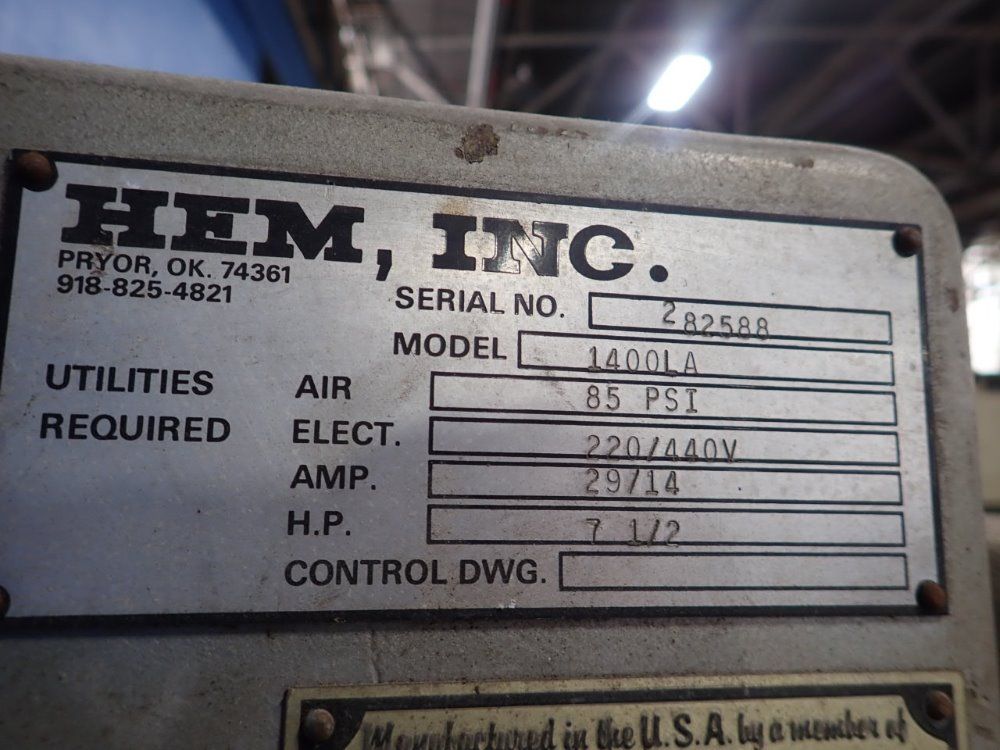 HEM, INC.
PRYOR, OK. 74361
918-825-4821
SERIAL NO. 282588
MODEL 1400LA
UTILITIES REQUIRED
AIR 85 PSI
ELECT. 220/440V
AMP. 29/14
H.P. 7 1/2
CONTROL DWG.
Manufactured in the U.S.A. by a member of